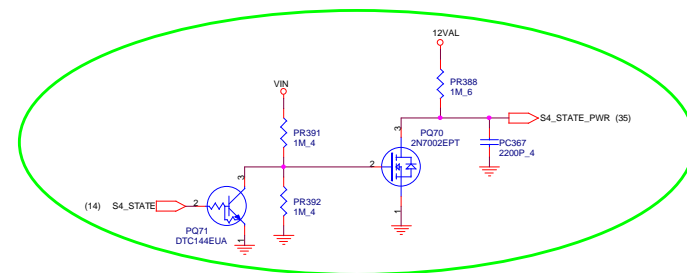 12VAL
PR388
1M_6
VIN
3
S4_STATE_PWR (35)
PR391
1M_4
PQ70
2N7002EPT
PC367
2200P_4
2
3
(14) S4_STATE
2
PR392
1M_4
1
PQ71
DTC144EUA
1